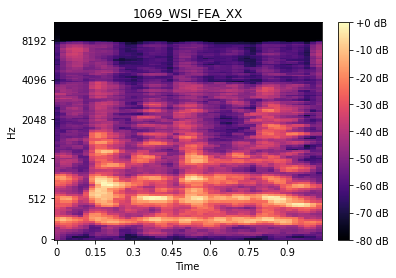 1069_WSI_FEA_XX
+0 dB
8192
-10 dB
4096
-20 dB
-30 dB
2048
Hz
-40 dB
1024
-50 dB
512
-60 dB
-70 dB
0
-80 dB
0 0.15 0.3 0.45 0.6 0.75 0.9
Time